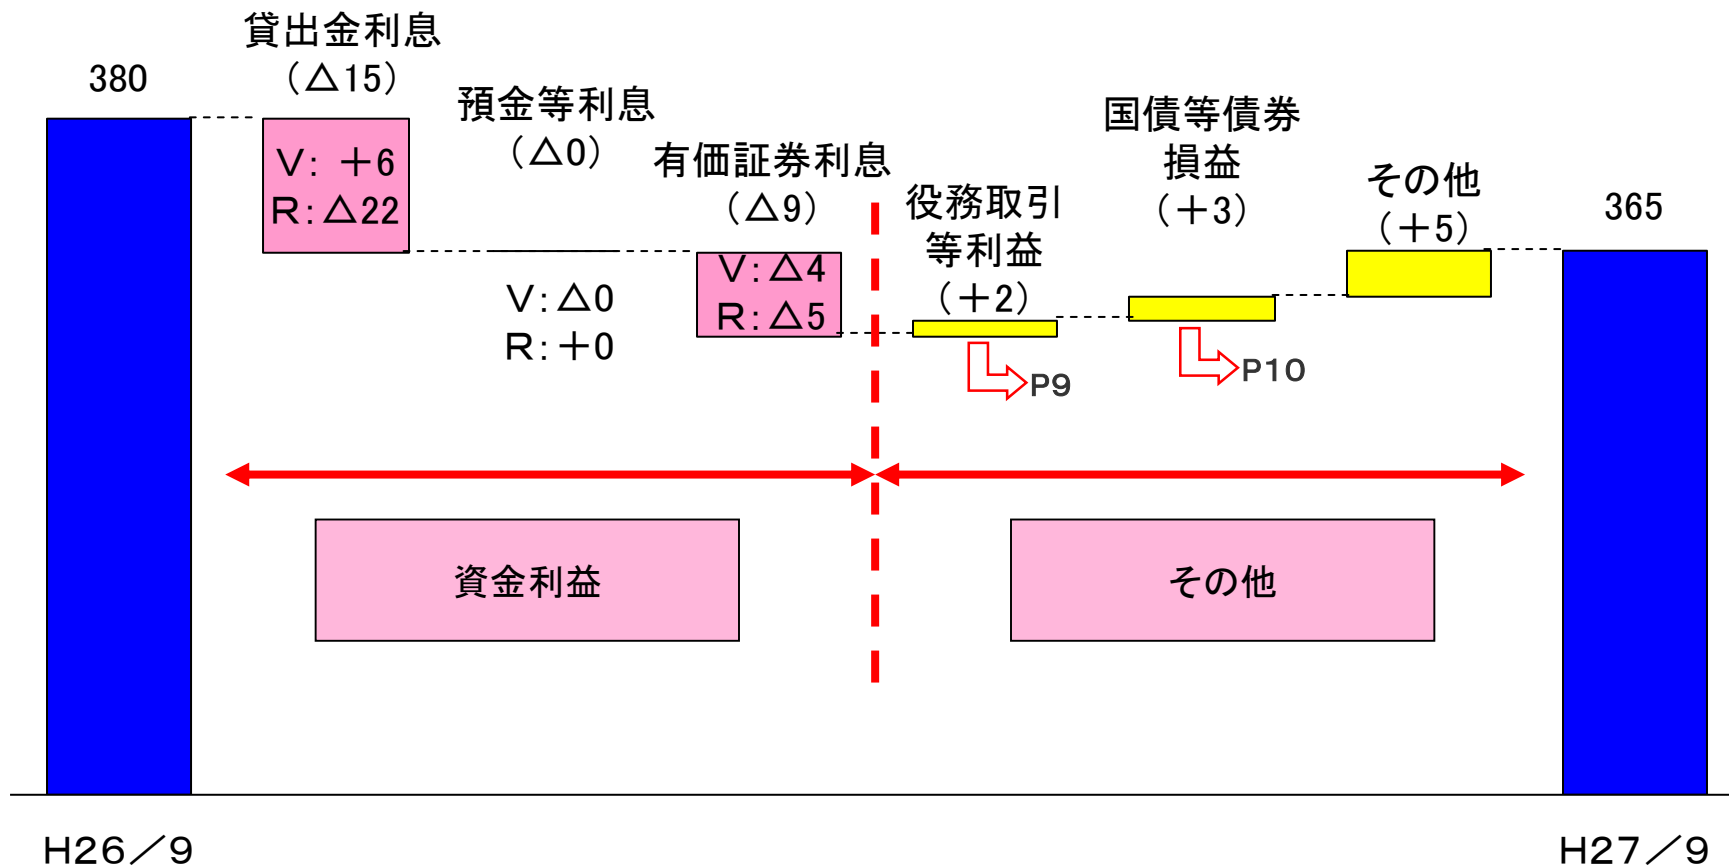 380
貸出金利息
（△15）
V： ＋6
R：△22
預金等利息
（△0）
V：△0
R：＋0
有価証券利息
（△9）
V：△4
R：△5
役務取引
等利益
（＋2）
P9
国債等債券
損益
（＋3）
P10
その他
（＋5）
365
資金利益
その他
H26／9
H27／9